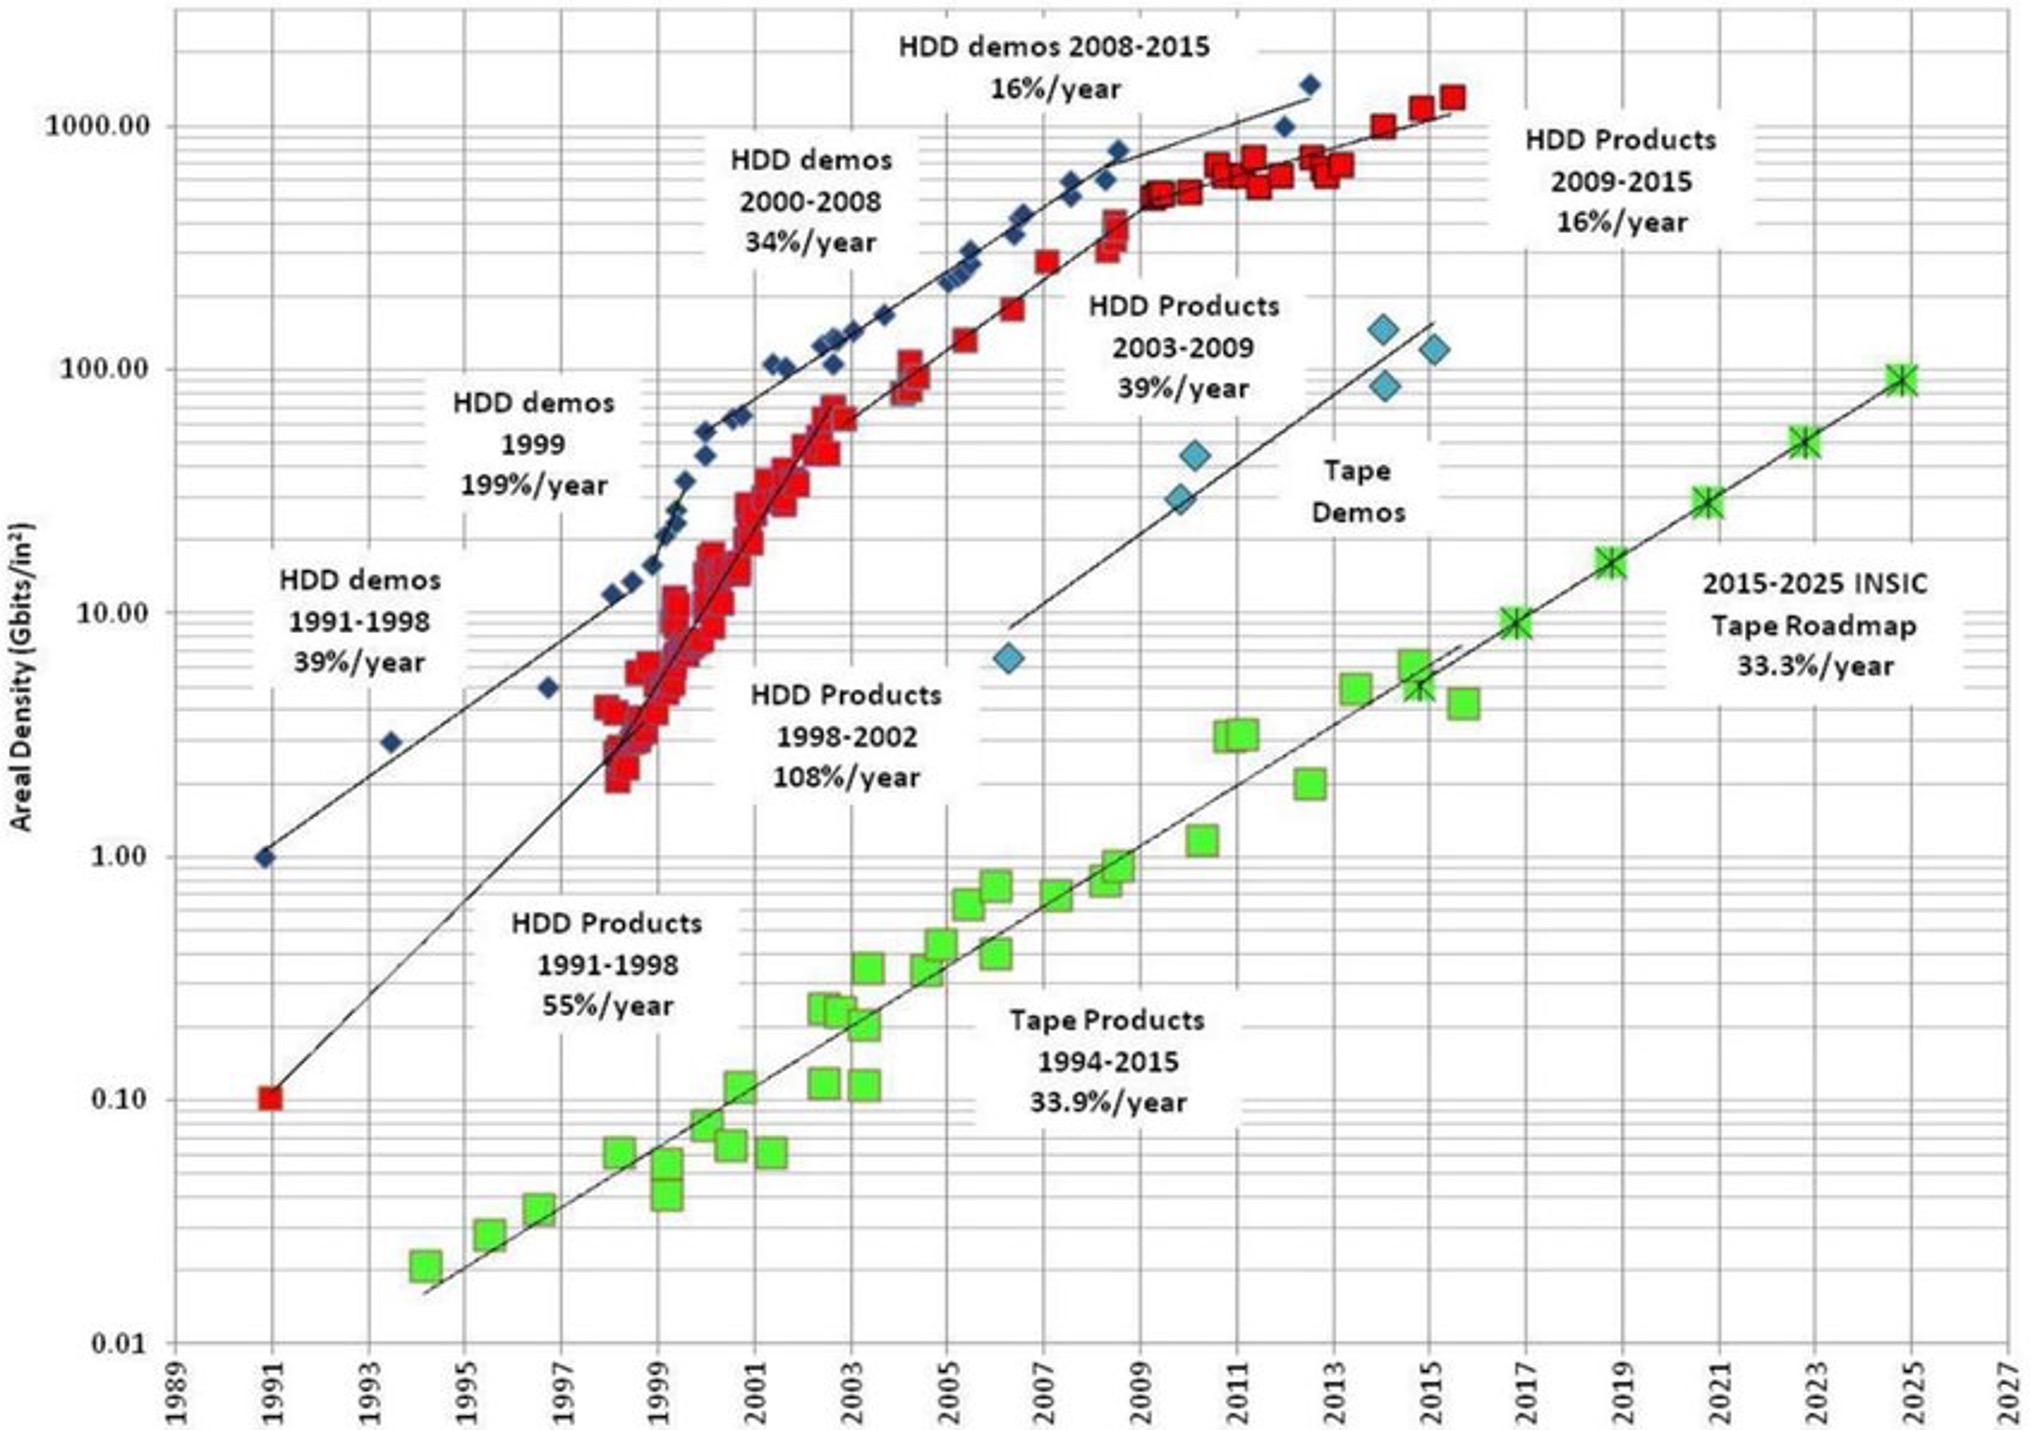 HDD demos 2008-2015
16%/year
1000.00
HDD Products
2009-2015
16%/year
HDD demos
2000-2008
34%/year
HDD Products
2003-2009
39%/year
100.00
HDD demos
1999
199%/year
Tape
Demos
Areal Density (Gbits/in²)
HDD demos
1991-1998
39%/year
10.00
2015-2025 INSIC
Tape Roadmap
33.3%/year
HDD Products
1998-2002
108%/year
1.00
HDD Products
1991-1998
55%/year
Tape Products
1994-2015
33.9%/year
0.10
0.01
1989
1991
1993
1995
1997
1999
2001
2003
2005
2007
2009
2011
2013
2015
2017
2019
2021
2023
2025
2027